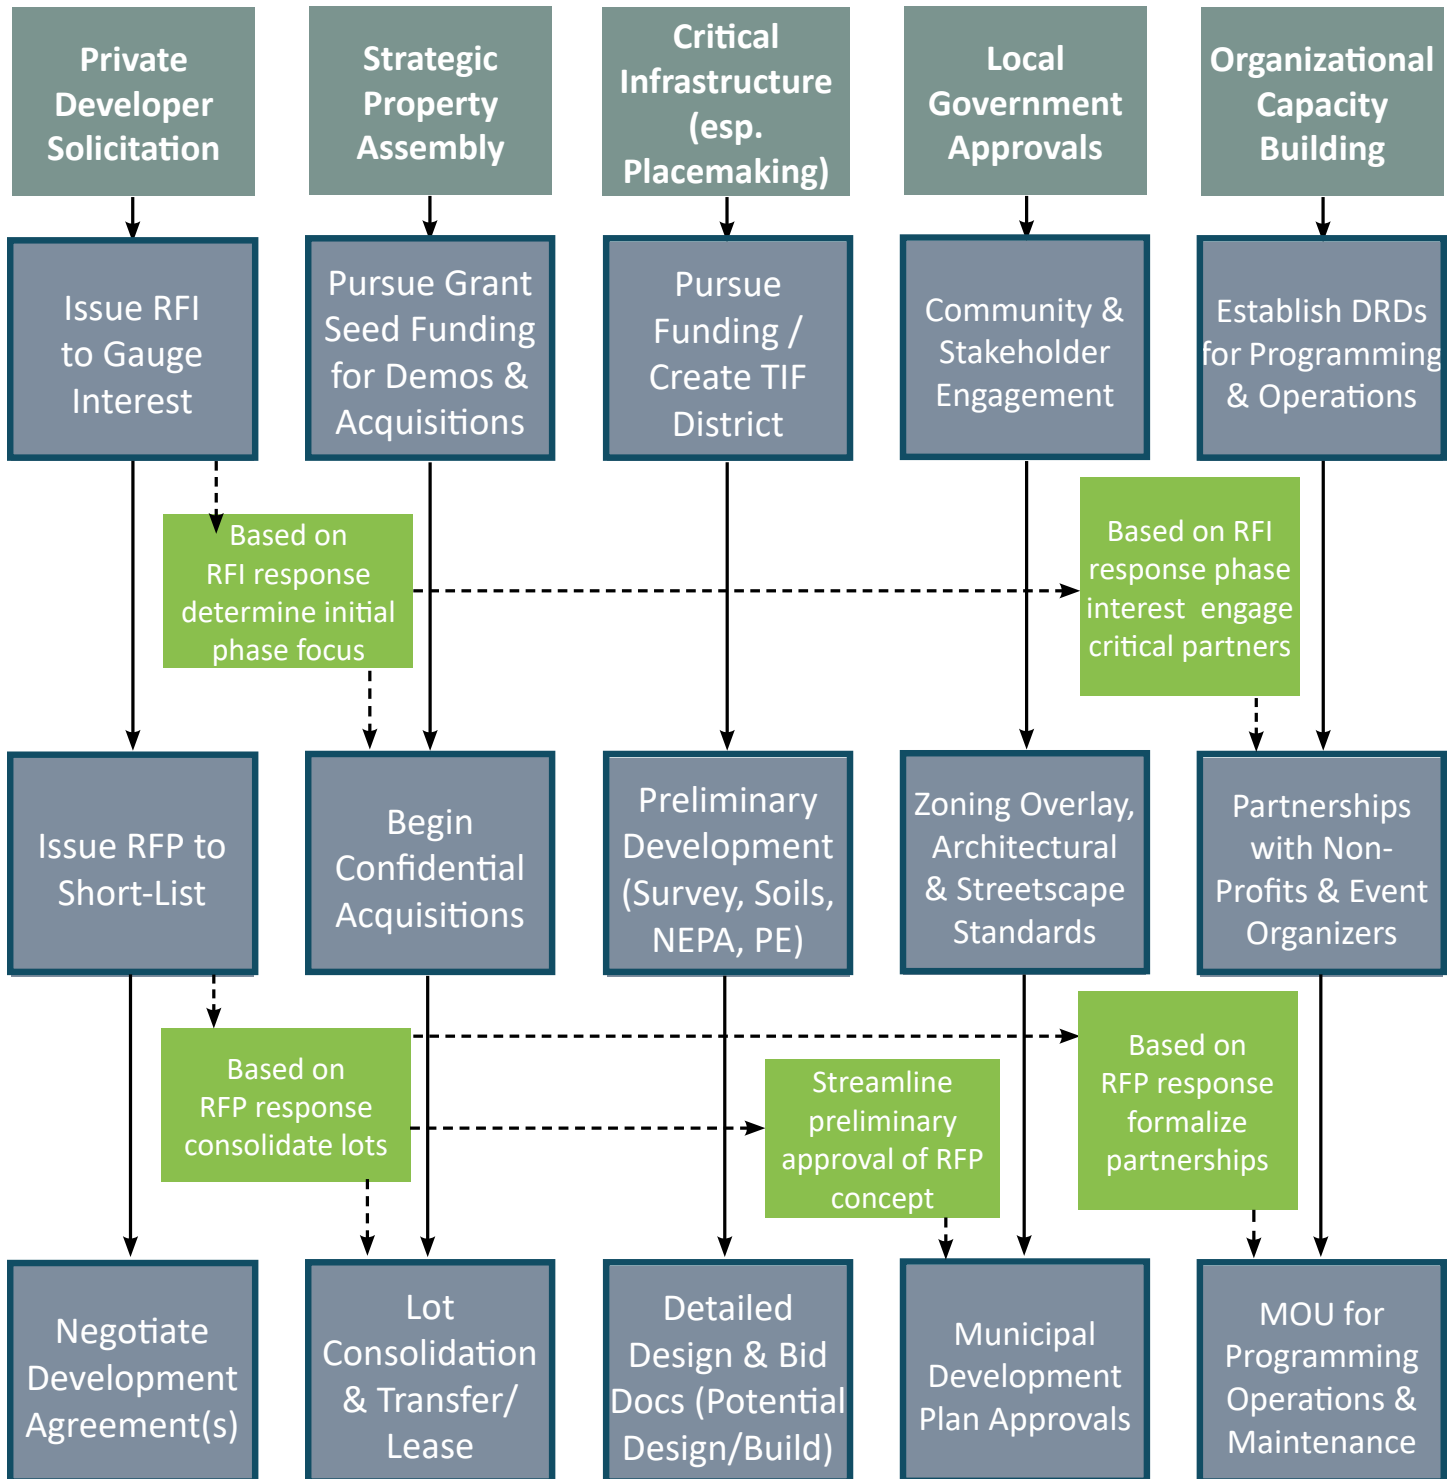 Private
Developer
Solicitation
Strategic
Property
Assembly
Critical
Infrastructure
(esp.
Placemaking)
Local
Government
Approvals
Organizational
Capacity
Building
Issue RFI
to Gauge
Interest
Pursue Grant
Seed Funding
for Demos &
Acquisitions
Pursue
Funding /
Create TIF
District
Community &
Stakeholder
Engagement
Establish DRDs
for Programming
& Operations
Based on
RFI response
determine initial
phase focus
Based on RFI
response phase
interest engage
critical partners
Issue RFP to
Short-List
Begin
Confidential
Acquisitions
Preliminary
Development
(Survey, Soils,
NEPA, PE)
Zoning Overlay,
Architectural
& Streetscape
Standards
Partnerships
with Non-
Profits & Event
Organizers
Based on
RFP response
consolidate lots
Streamline
preliminary
approval of RFP
concept
Based on
RFP response
formalize
partnerships
Negotiate
Development
Agreement(s)
Lot
Consolidation
& Transfer/
Lease
Detailed
Design & Bid
Docs (Potential
Design/Build)
Municipal
Development
Plan Approvals
MOU for
Programming
Operations &
Maintenance